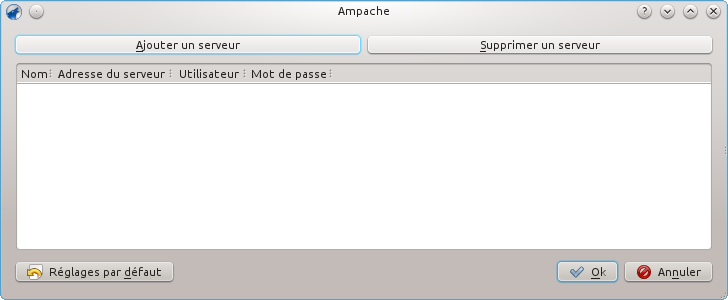 Ampache
Ajouter un serveur Supprimer un serveur
Nom Adresse du serveur Utilisateur Mot de passe
Réglages par défaut Ok Annuler